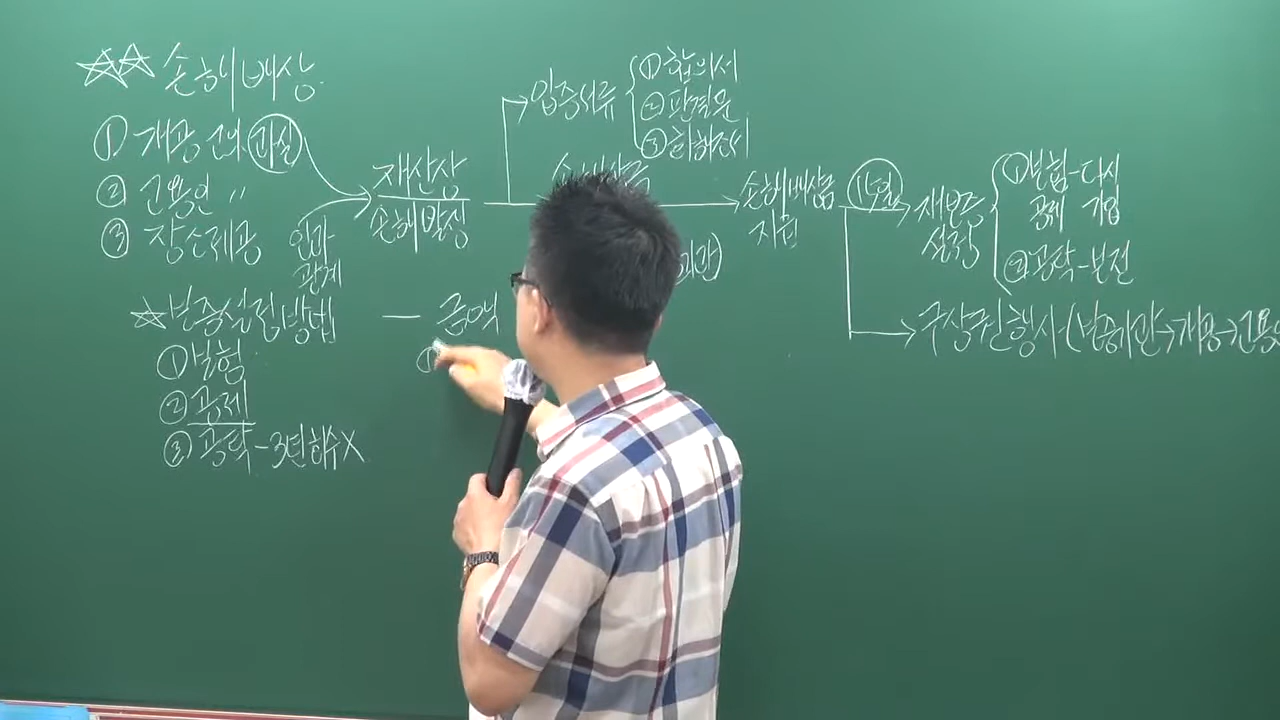 ☆☆ 손해배상
① 개공 고의 과실
② 고용인 〃
③ 장소제공
인과
관계
재산상
손해발생
입증서류
① 합의서
② 판결문
③ 화해조서
손해배상금
지급
15일
재보증
설정
① 보험-다시
공제 가입
② 공탁-보전
구상권행사(보증기관→개공→고용
☆보증설정방법 — 금액
①
① 보험
② 공제
③ 공탁-3년회수X